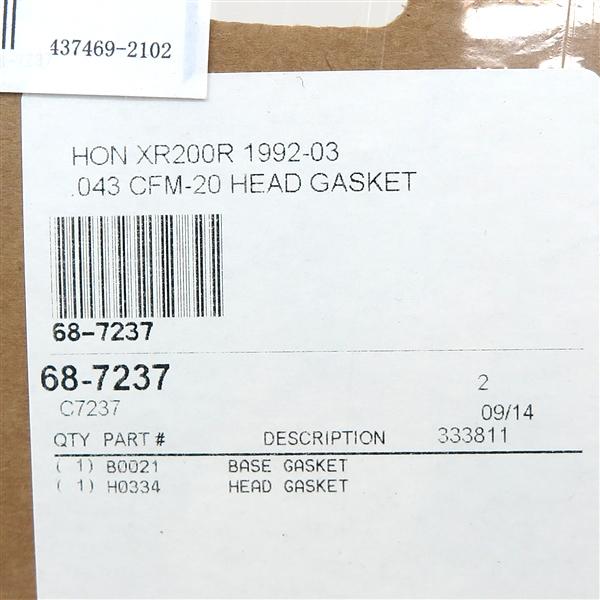 437469-2102
HON XR200R 1992-03
.043 CFM-20 HEAD GASKET
68-7237
68-7237
2
C7237
09/14
QTY PART # DESCRIPTION 333811
( 1) B0021 BASE GASKET
( 1) H0334 HEAD GASKET